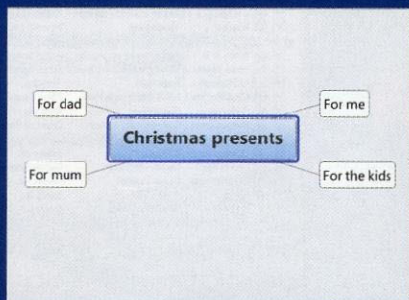 For dad
For me
Christmas presents
For mum
For the kids